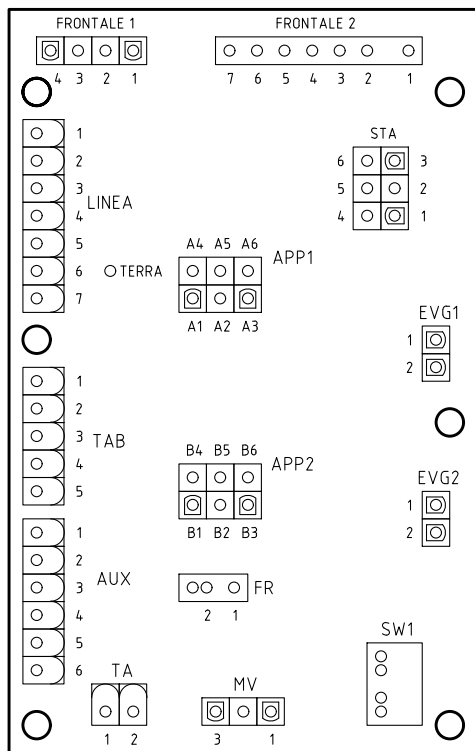 FRONTALE 1 FRONTALE 2
4 3 2 1 7 6 5 4 3 2 1
1
2
3
4
5
6
7
LINEA
TERRA
STA
6 3
5 2
4 1
A4 A5 A6
APP1
A1 A2 A3
EVG1
1
2
1
2
3
4
5
TAB
B4 B5 B6
APP2
B1 B2 B3
EVG2
1
2
1
2
3
4
5
6
AUX
FR
2 1
SW1
TA
1 2
MV
3 1